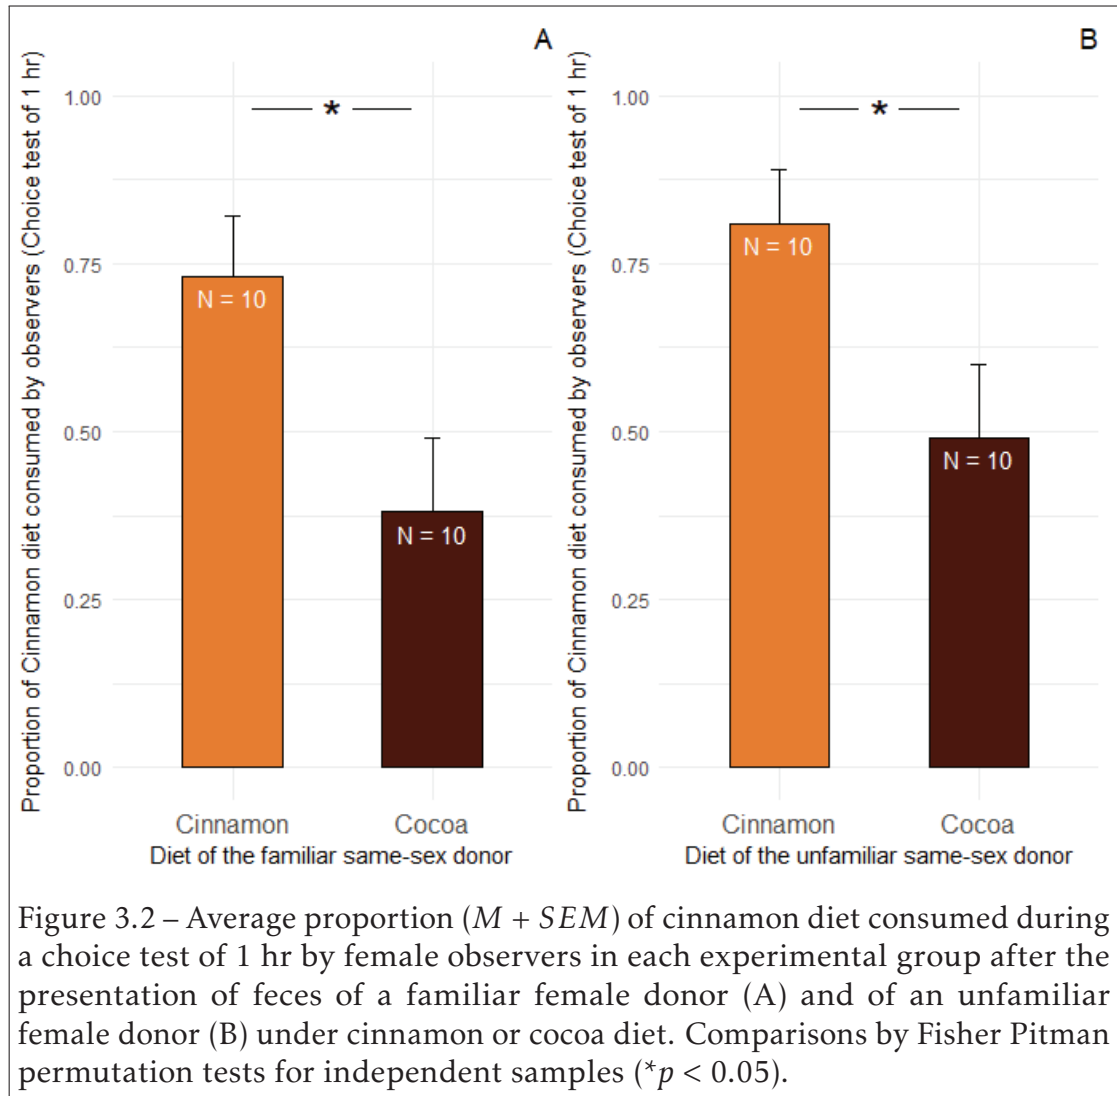 A
Proportion of Cinnamon diet consumed by observers (Choice test of 1 hr)
1.00
0.75
0.50
0.25
0.00
*
N = 10
N = 10
Cinnamon
Cocoa
Diet of the familiar same-sex donor
B
Proportion of Cinnamon diet consumed by observers (Choice test of 1 hr)
1.00
0.75
0.50
0.25
0.00
*
N = 10
N = 10
Cinnamon
Cocoa
Diet of the unfamiliar same-sex donor
Figure 3.2 – Average proportion (M + SEM) of cinnamon diet consumed during
a choice test of 1 hr by female observers in each experimental group after the
presentation of feces of a familiar female donor (A) and of an unfamiliar
female donor (B) under cinnamon or cocoa diet. Comparisons by Fisher Pitman
permutation tests for independent samples (*p < 0.05).